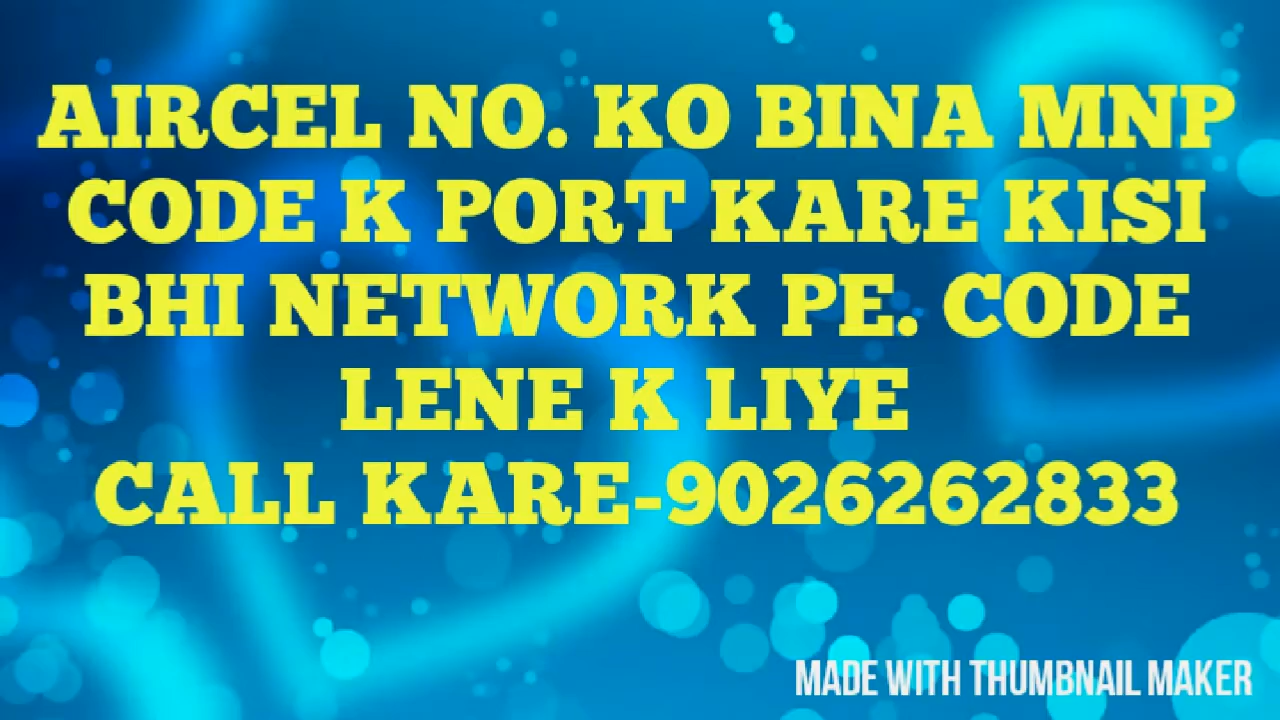 AIRCEL NO. KO BINA MNP
CODE K PORT KARE KISI
BHI NETWORK PE. CODE
LENE K LIYE
CALL KARE-9026262833
MADE WITH THUMBNAIL MAKER